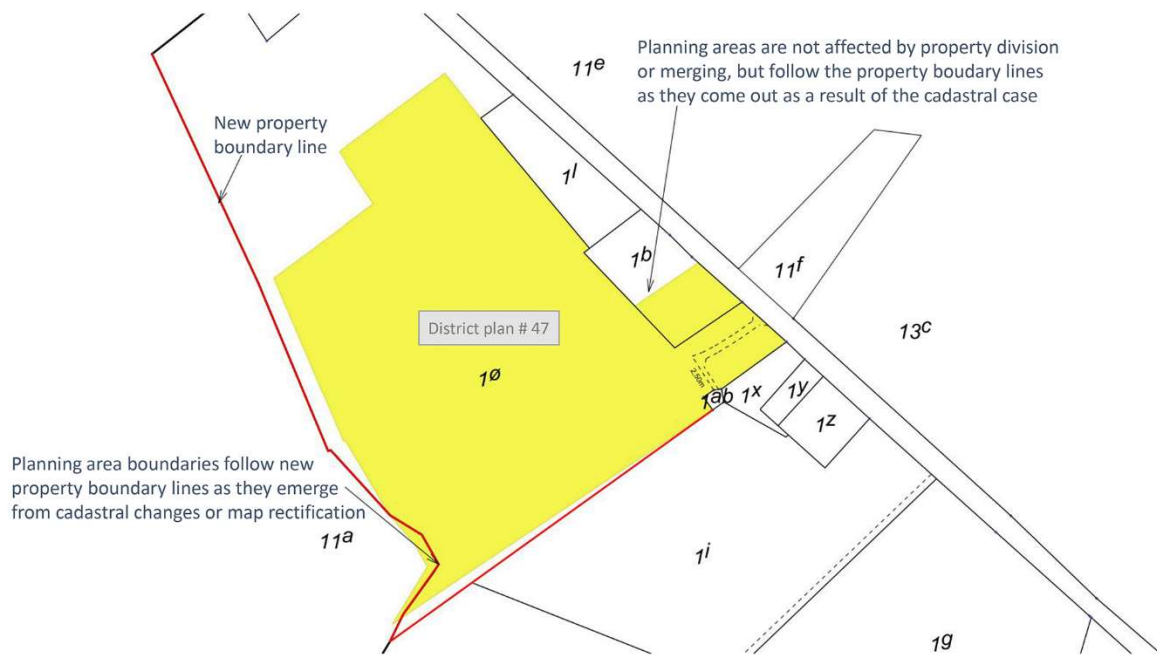 Planning areas are not affected by property division
or merging, but follow the property boudary lines
as they come out as a result of the cadastral case
11e
New property
boundary line
1l
1b
11f
District plan # 47
13c
1ø
2.50m
1ab
1x
1y
1z
Planning area boundaries follow new
property boundary lines as they emerge
from cadastral changes or map rectification
11a
1i
1g